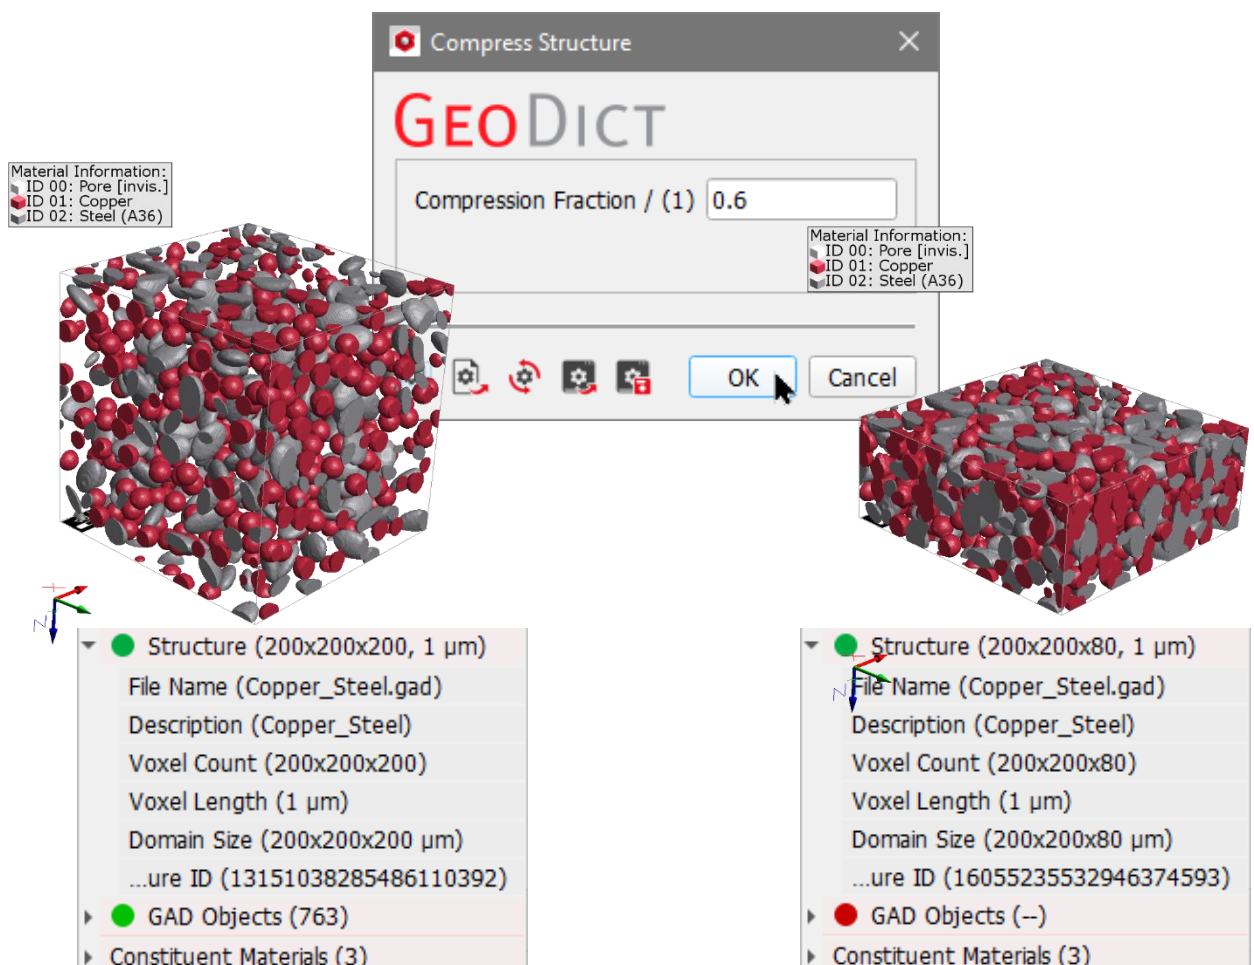 Compress Structure
GEODICT
Compression Fraction / (1) 0.6
OK
Cancel
Material Information:
ID 00: Pore [invis.]
ID 01: Copper
ID 02: Steel (A36)
Material Information:
ID 00: Pore [invis.]
ID 01: Copper
ID 02: Steel (A36)
Z
Structure (200x200x200, 1 µm)
File Name (Copper_Steel.gad)
Description (Copper_Steel)
Voxel Count (200x200x200)
Voxel Length (1 µm)
Domain Size (200x200x200 µm)
...ure ID (13151038285486110392)
GAD Objects (763)
Constituent Materials (3)
Z
Structure (200x200x80, 1 µm)
File Name (Copper_Steel.gad)
Description (Copper_Steel)
Voxel Count (200x200x80)
Voxel Length (1 µm)
Domain Size (200x200x80 µm)
...ure ID (16055235532946374593)
GAD Objects (--)
Constituent Materials (3)